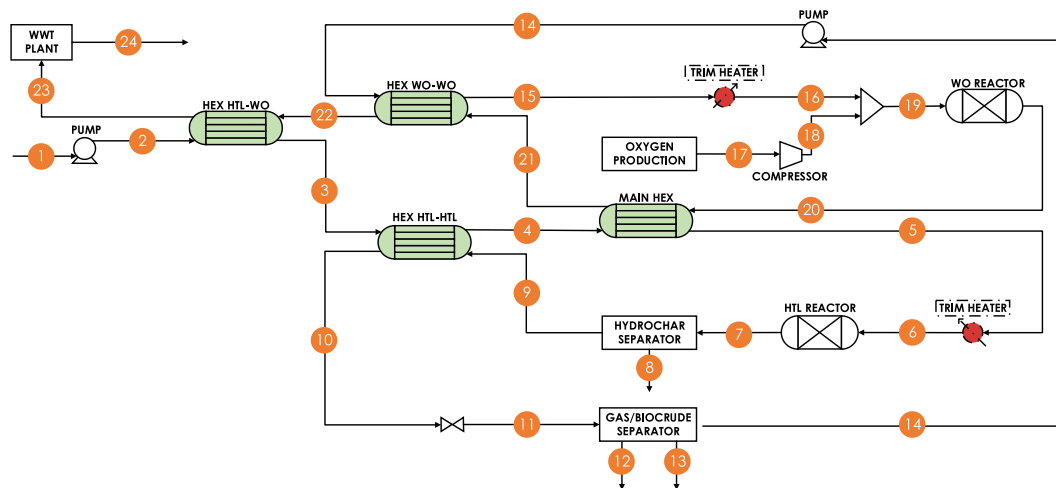 14
PUMP
WWT
PLANT
24
23
HEX WO-WO
TRIM HEATER
15
16
WO REACTOR
19
HEX HTL-WO
22
PUMP
1
2
18
OXYGEN
PRODUCTION
17
COMPRESSOR
21
3
MAIN HEX
20
HEX HTL-HTL
4
5
9
HTL REACTOR
TRIM HEATER
10
HYDROCHAR
SEPARATOR
7
6
8
11
GAS/BIOCRUDE
SEPARATOR
14
12
13